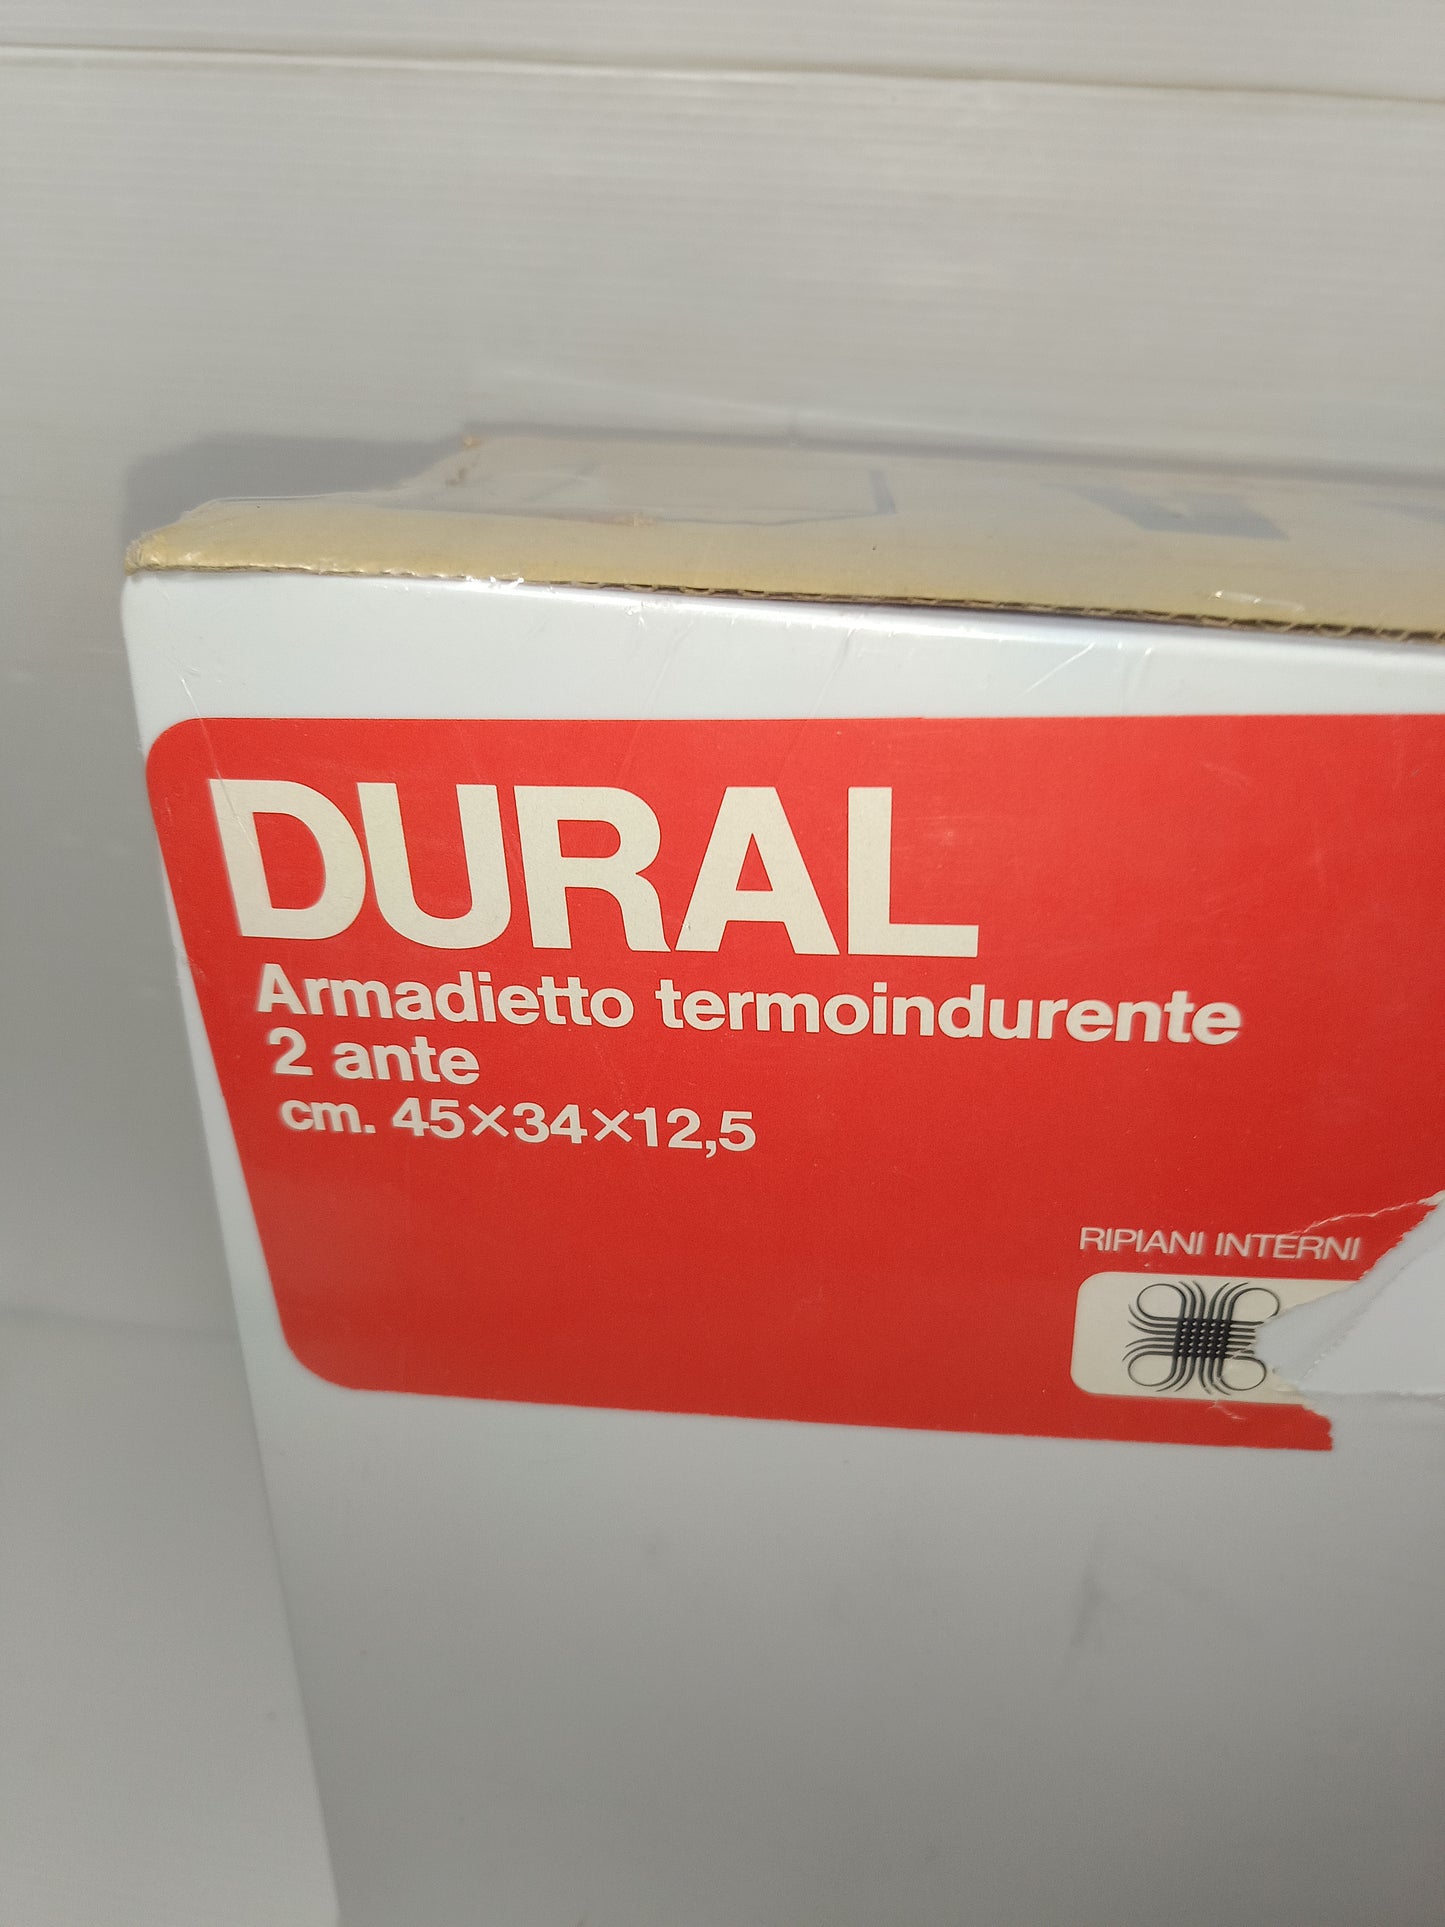 DURAL
Armadietto termoindurente
2 ante
cm. 45×34×12,5
RIPIANI INTERNI